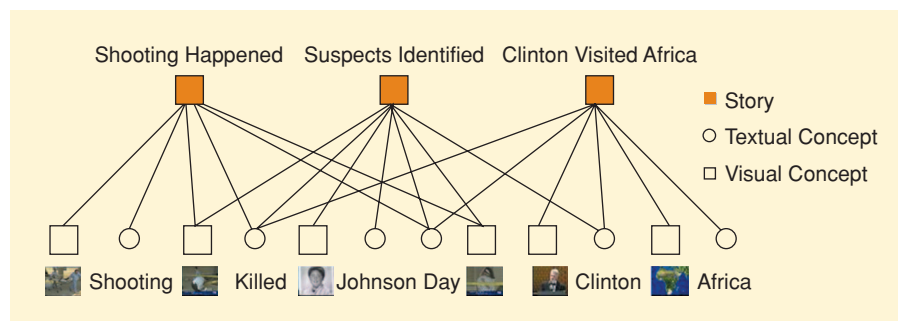 Shooting Happened
Suspects Identified
Clinton Visited Africa
Story
Textual Concept
Visual Concept
Shooting
Killed
Johnson
Day
Clinton
Africa